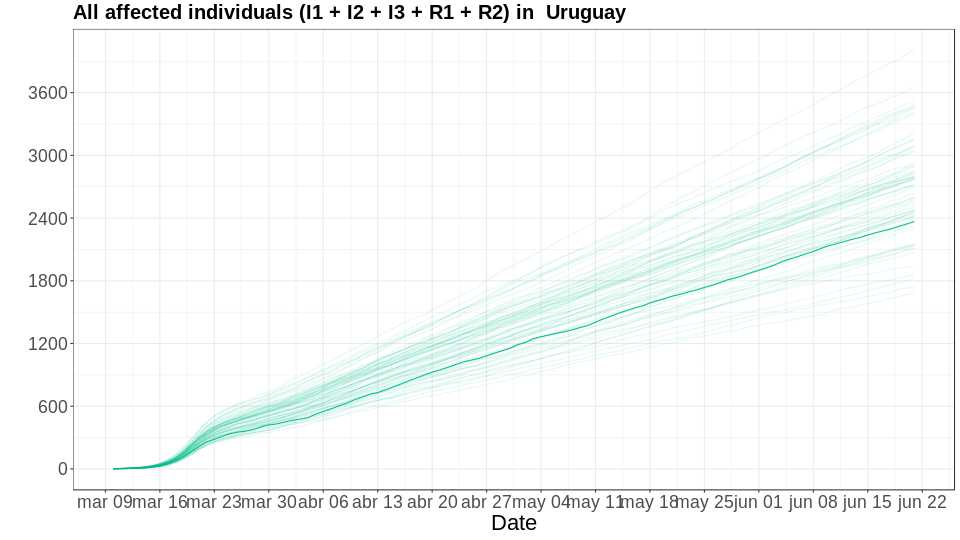 All affected individuals (I1 + I2 + I3 + R1 + R2) in  Uruguay
3600
3000
2400
1800
1200
600
0
mar 09 mar 16 mar 23 mar 30 abr 06 abr 13 abr 20 abr 27 may 04 may 11 may 18 may 25 jun 01 jun 08 jun 15 jun 22
Date